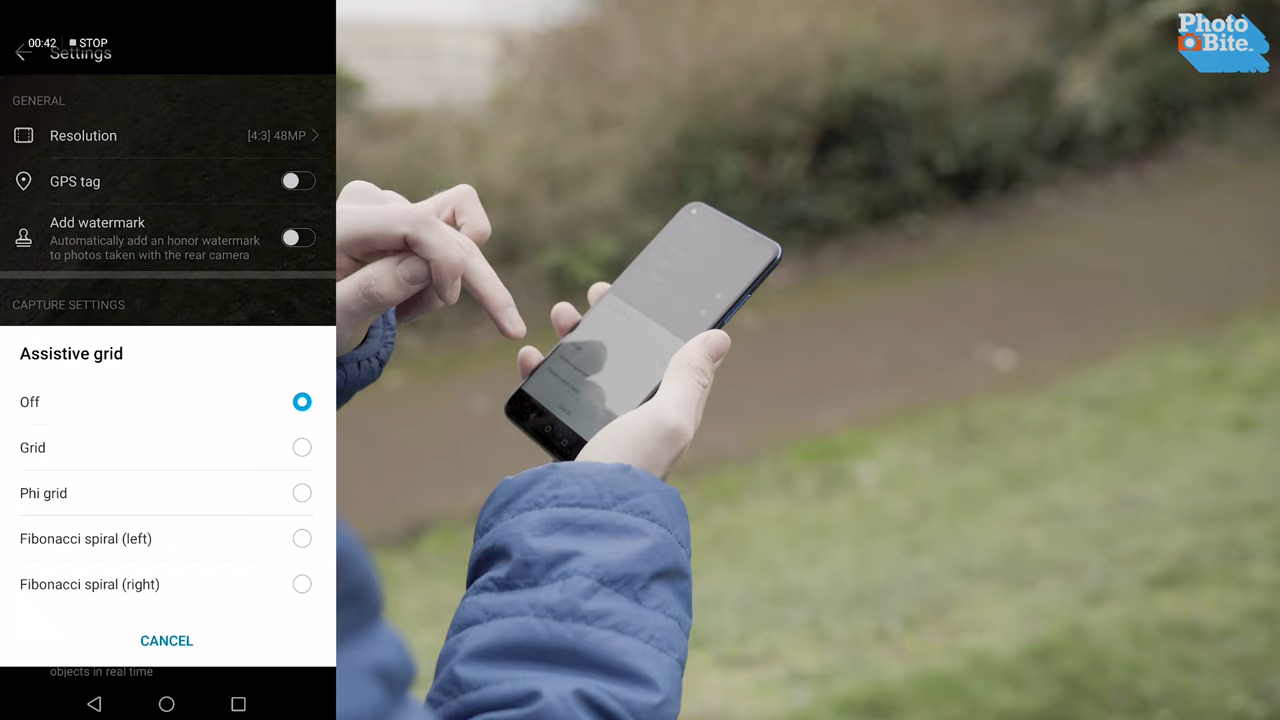 00:42 STOP
Settings
GENERAL
Resolution [4:3] 48MP
GPS tag
Add watermark
Automatically add an honor watermark
to photos taken with the rear camera
CAPTURE SETTINGS
Assistive grid
Off
Grid
Phi grid
Fibonacci spiral (left)
Fibonacci spiral (right)
CANCEL
objects in real time
Photo
Bite